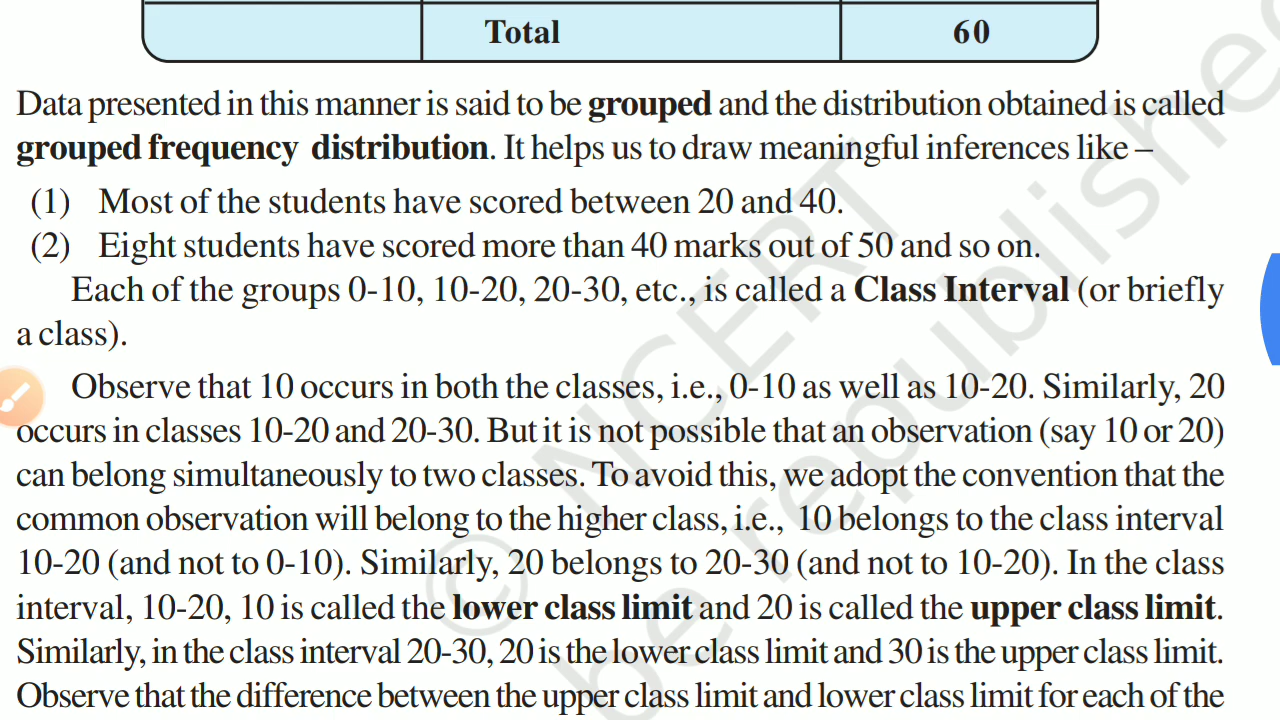 Total 60
Data presented in this manner is said to be grouped and the distribution obtained is called
grouped frequency distribution. It helps us to draw meaningful inferences like –
(1) Most of the students have scored between 20 and 40.
(2) Eight students have scored more than 40 marks out of 50 and so on.
Each of the groups 0-10, 10-20, 20-30, etc., is called a Class Interval (or briefly
a class).
Observe that 10 occurs in both the classes, i.e., 0-10 as well as 10-20. Similarly, 20
occurs in classes 10-20 and 20-30. But it is not possible that an observation (say 10 or 20)
can belong simultaneously to two classes. To avoid this, we adopt the convention that the
common observation will belong to the higher class, i.e., 10 belongs to the class interval
10-20 (and not to 0-10). Similarly, 20 belongs to 20-30 (and not to 10-20). In the class
interval, 10-20, 10 is called the lower class limit and 20 is called the upper class limit.
Similarly, in the class interval 20-30, 20 is the lower class limit and 30 is the upper class limit.
Observe that the difference between the upper class limit and lower class limit for each of the
© NCERT
be republished